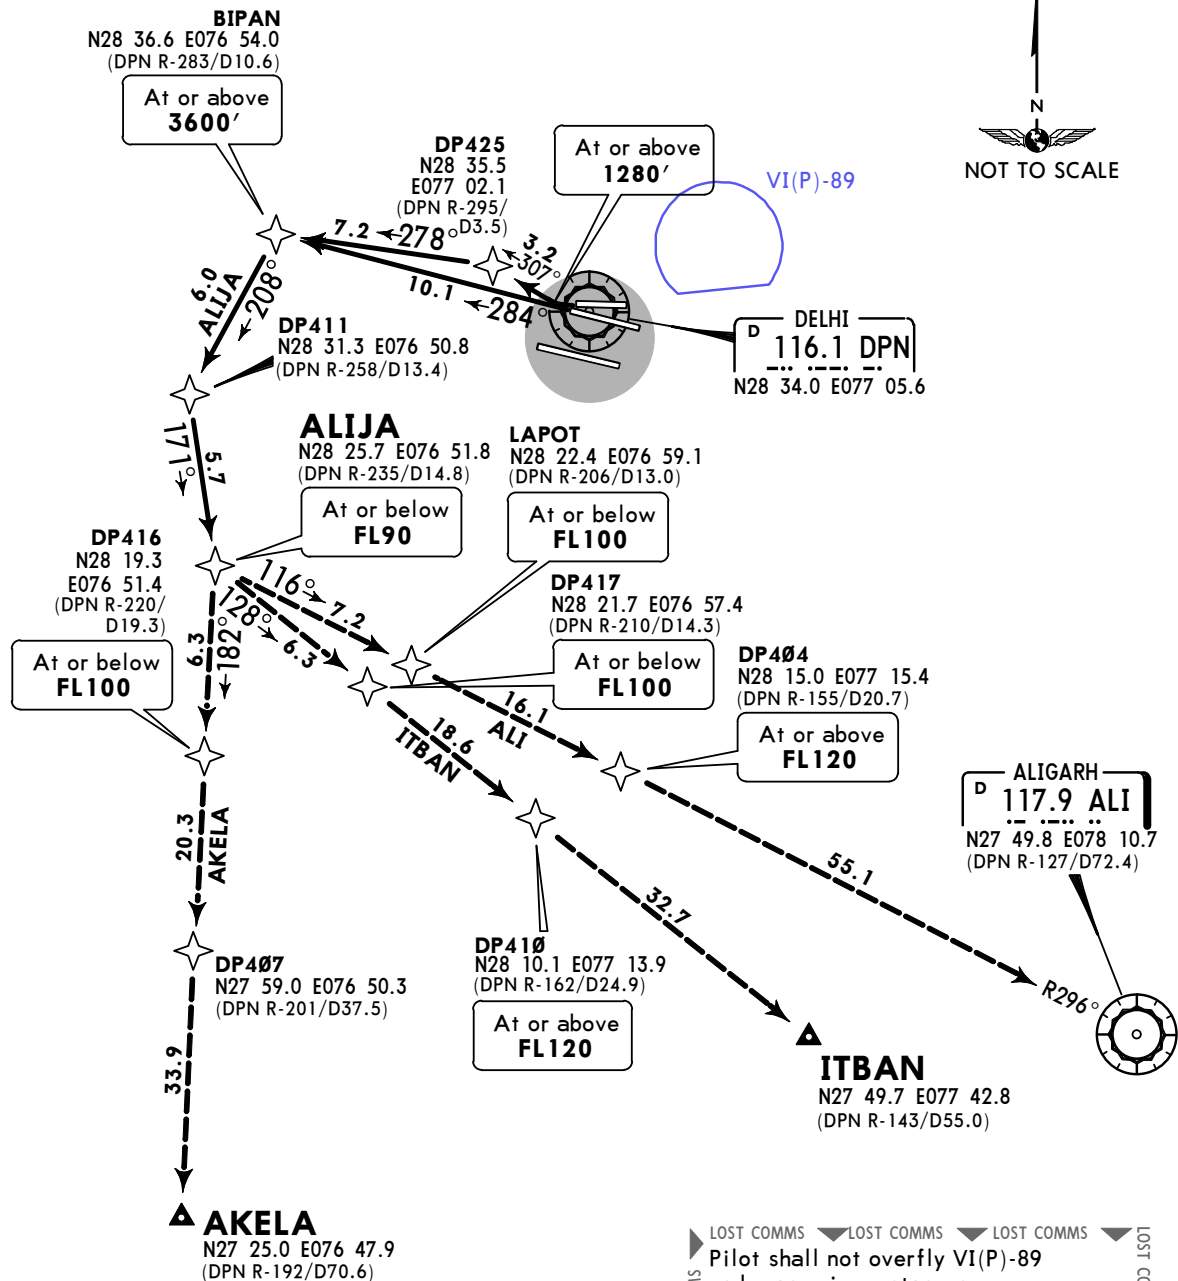 BIPAN
N28 36.6 E076 54.0
(DPN R-283/D10.6)
At or above
3600'
N
NOT TO SCALE
DP425
N28 35.5
E077 02.1
(DPN R-295/
D3.5)
At or above
1280'
VI(P)-89
7.2
278°
3.2
307°
10.1
284°
6.0
ALIJA
208°
DELHI
D
116.1 DPN
N28 34.0 E077 05.6
DP411
N28 31.3 E076 50.8
(DPN R-258/D13.4)
171°
5.7
ALIJA
N28 25.7 E076 51.8
(DPN R-235/D14.8)
At or below
FL90
LAPOT
N28 22.4 E076 59.1
(DPN R-206/D13.0)
At or below
FL100
DP416
N28 19.3
E076 51.4
(DPN R-220/
D19.3)
At or below
FL100
116°
7.2
128°
6.3
6.3
182°
DP417
N28 21.7 E076 57.4
(DPN R-210/D14.3)
At or below
FL100
DP4Ø4
N28 15.0 E077 15.4
(DPN R-155/D20.7)
At or above
FL120
16.1
ALI
18.6
ITBAN
ALIGARH
D
117.9 ALI
N27 49.8 E078 10.7
(DPN R-127/D72.4)
20.3
AKELA
55.1
32.7
R296°
DP4Ø7
N27 59.0 E076 50.3
(DPN R-201/D37.5)
DP41Ø
N28 10.1 E077 13.9
(DPN R-162/D24.9)
At or above
FL120
33.9
ITBAN
N27 49.7 E077 42.8
(DPN R-143/D55.0)
AKELA
N27 25.0 E076 47.9
(DPN R-192/D70.6)
LOST COMMS LOST COMMS LOST COMMS
Pilot shall not overfly VI(P)-89